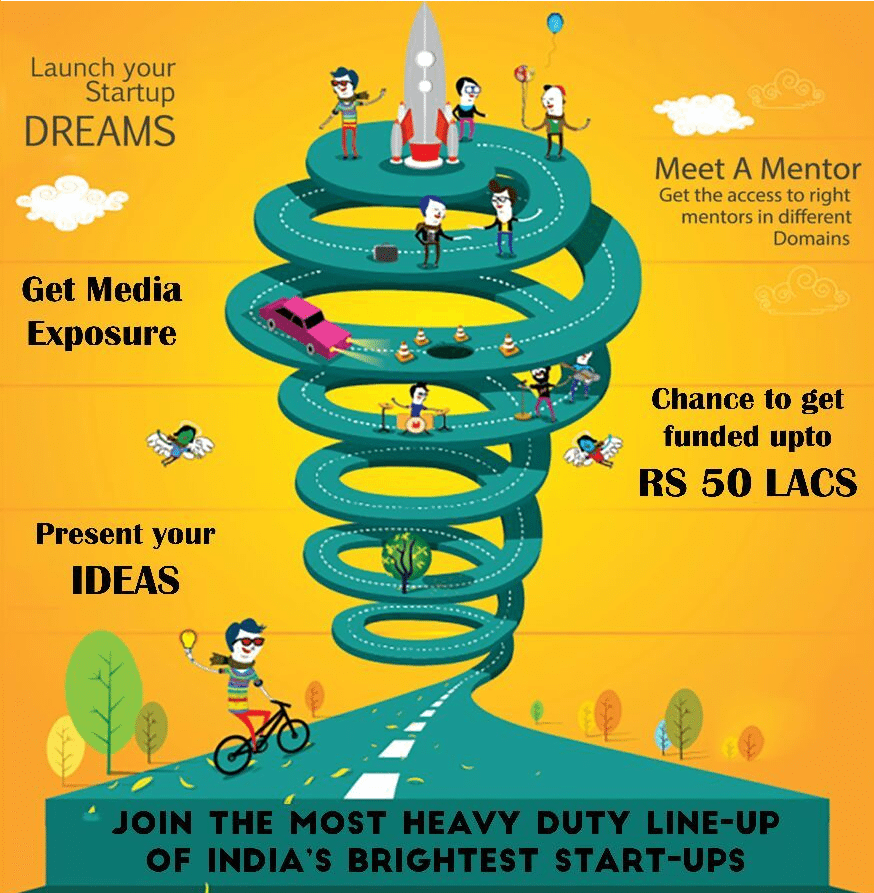 Launch your
Startup
DREAMS
Meet A Mentor
Get the access to right
mentors in different
Domains
Get Media
Exposure
Chance to get
funded upto
RS 50 LACS
Present your
IDEAS
JOIN THE MOST HEAVY DUTY LINE-UP
OF INDIA'S BRIGHTEST START-UPS